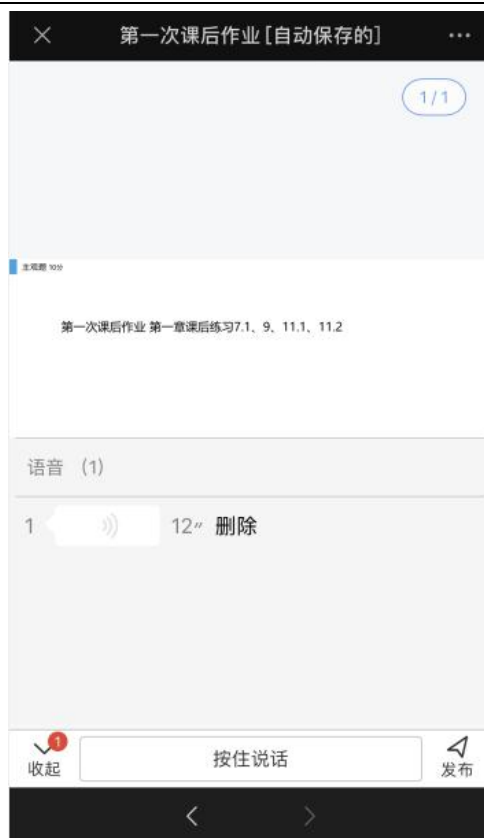 第一次课后作业[自动保存的]
1/1
主观题 10分
第一次课后作业 第一章课后练习7.1、9、11.1、11.2
语音 (1)
1 12″ 删除
1
收起
按住说话
发布